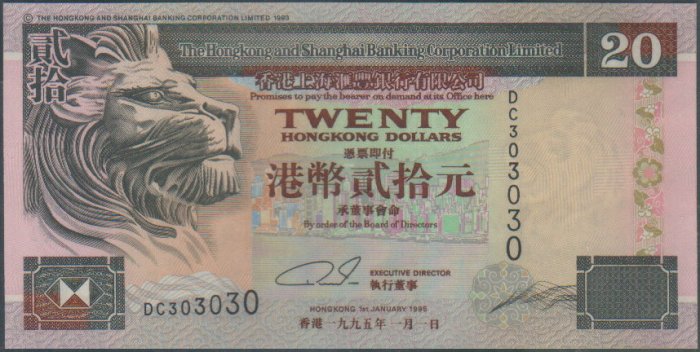 © THE HONGKONG AND SHANGHAI BANKING CORPORATION LIMITED 1993
The Hongkong and Shanghai Banking Corporation Limited
20
貳拾
香港上海滙豐銀行有限公司
Promises to pay the bearer on demand at its Office here
DC303030
TWENTY
HONGKONG DOLLARS
憑票即付
港幣貳拾元
承董事會命
By order of the Board of Directors
EXECUTIVE DIRECTOR
執行董事
DC303030
HONGKONG 1st JANUARY 1995
香港一九九五年一月一日